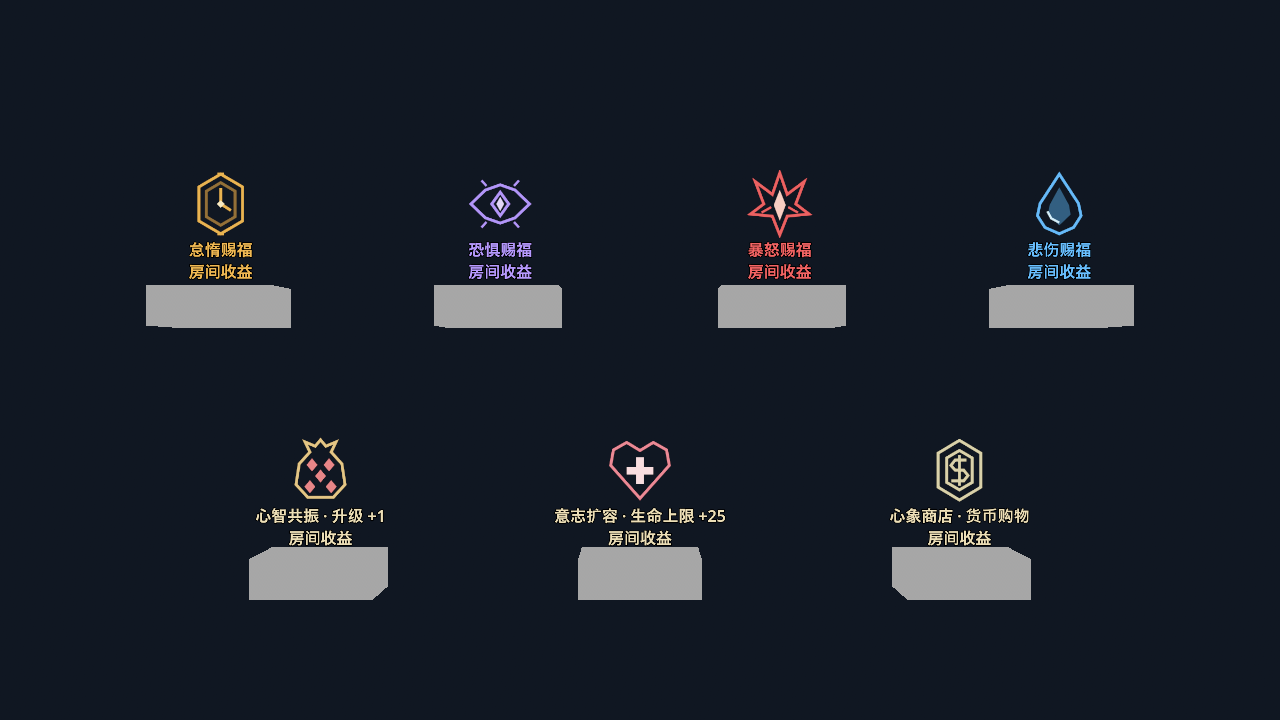 怠惰赐福
房间收益
恐惧赐福
房间收益
暴怒赐福
房间收益
悲伤赐福
房间收益
心智共振 · 升级 +1
房间收益
意志扩容 · 生命上限 +25
房间收益
心象商店 · 货币购物
房间收益